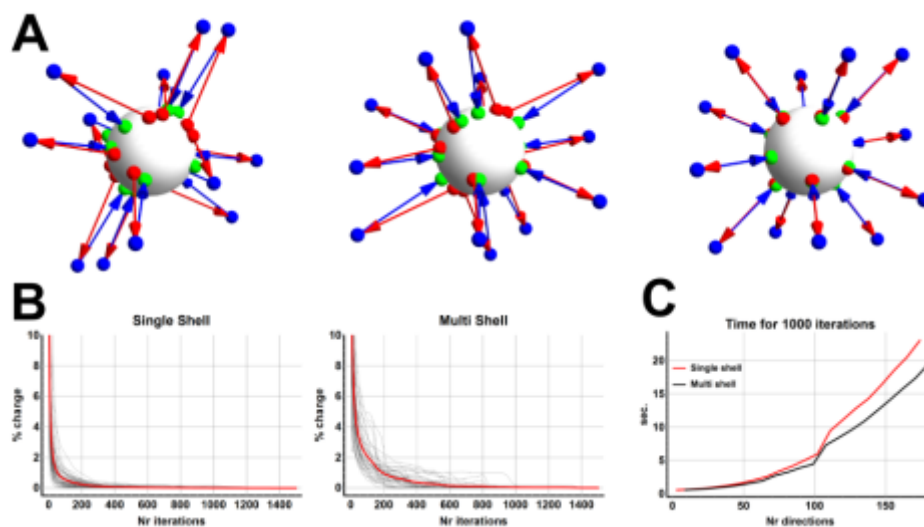 A
B
Single Shell
% change
10
8
6
4
2
0
0 200 400 600 800 1000 1200 1400
Nr iterations
Multi Shell
% change
10
8
6
4
2
0
0 200 400 600 800 1000 1200 1400
Nr iterations
C
Time for 1000 iterations
Single shell
Multi shell
sec.
20
15
10
5
0
0 50 100 150
Nr directions